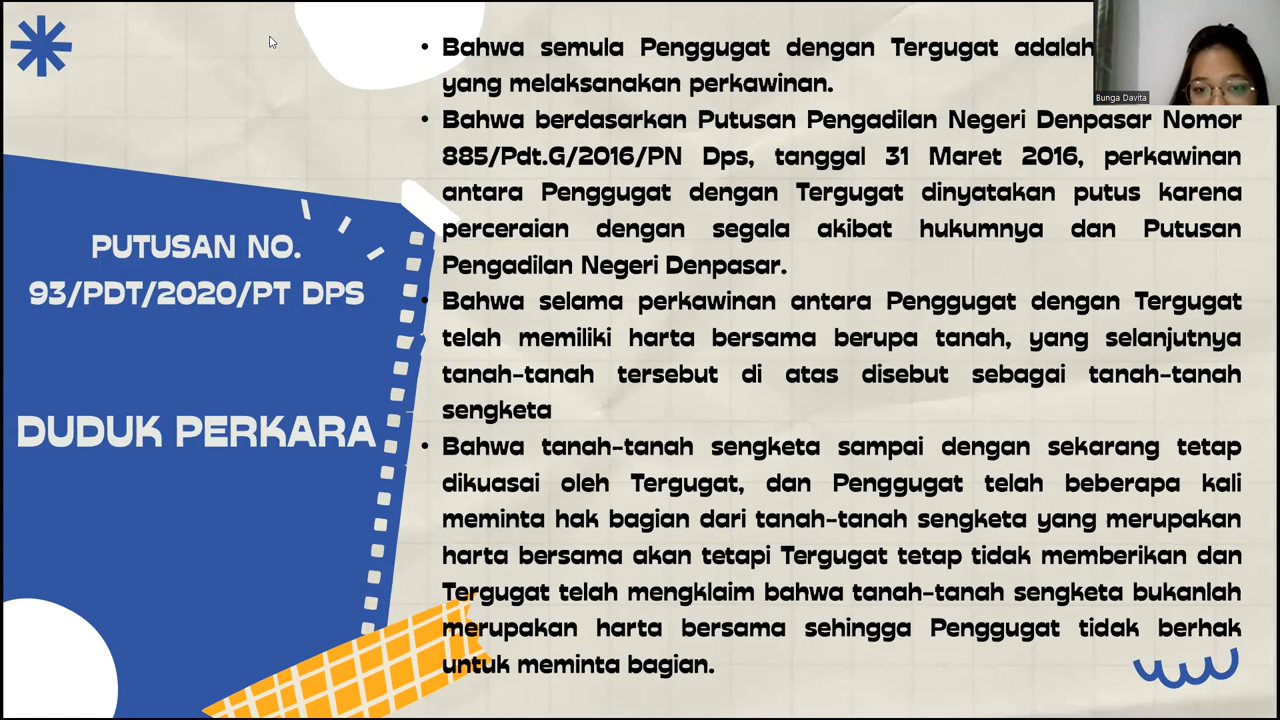 PUTUSAN NO.
93/PDT/2020/PT DPS
DUDUK PERKARA
• Bahwa semula Penggugat dengan Tergugat adalah
yang melaksanakan perkawinan.
• Bahwa berdasarkan Putusan Pengadilan Negeri Denpasar Nomor
885/Pdt.G/2016/PN Dps, tanggal 31 Maret 2016, perkawinan
antara Penggugat dengan Tergugat dinyatakan putus karena
perceraian dengan segala akibat hukumnya dan Putusan
Pengadilan Negeri Denpasar.
• Bahwa selama perkawinan antara Penggugat dengan Tergugat
telah memiliki harta bersama berupa tanah, yang selanjutnya
tanah-tanah tersebut di atas disebut sebagai tanah-tanah
sengketa
• Bahwa tanah-tanah sengketa sampai dengan sekarang tetap
dikuasai oleh Tergugat, dan Penggugat telah beberapa kali
meminta hak bagian dari tanah-tanah sengketa yang merupakan
harta bersama akan tetapi Tergugat tetap tidak memberikan dan
Tergugat telah mengklaim bahwa tanah-tanah sengketa bukanlah
merupakan harta bersama sehingga Penggugat tidak berhak
untuk meminta bagian.
Bunga Davita